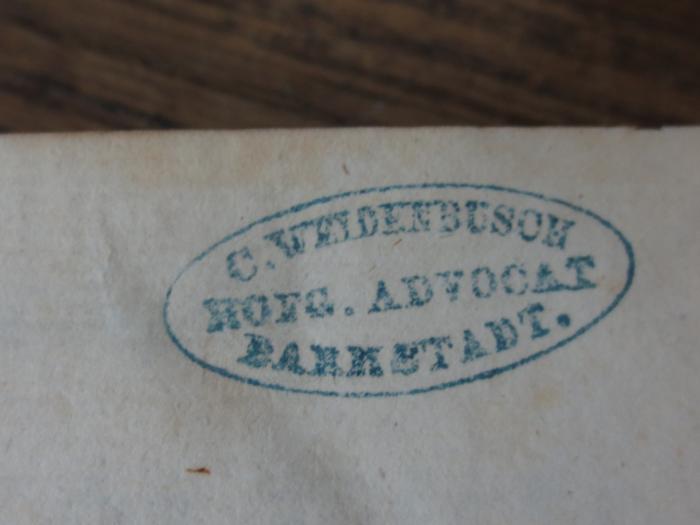 C. WEIDENBUSCH
HOFG. ADVOCAT
DARMSTADT.